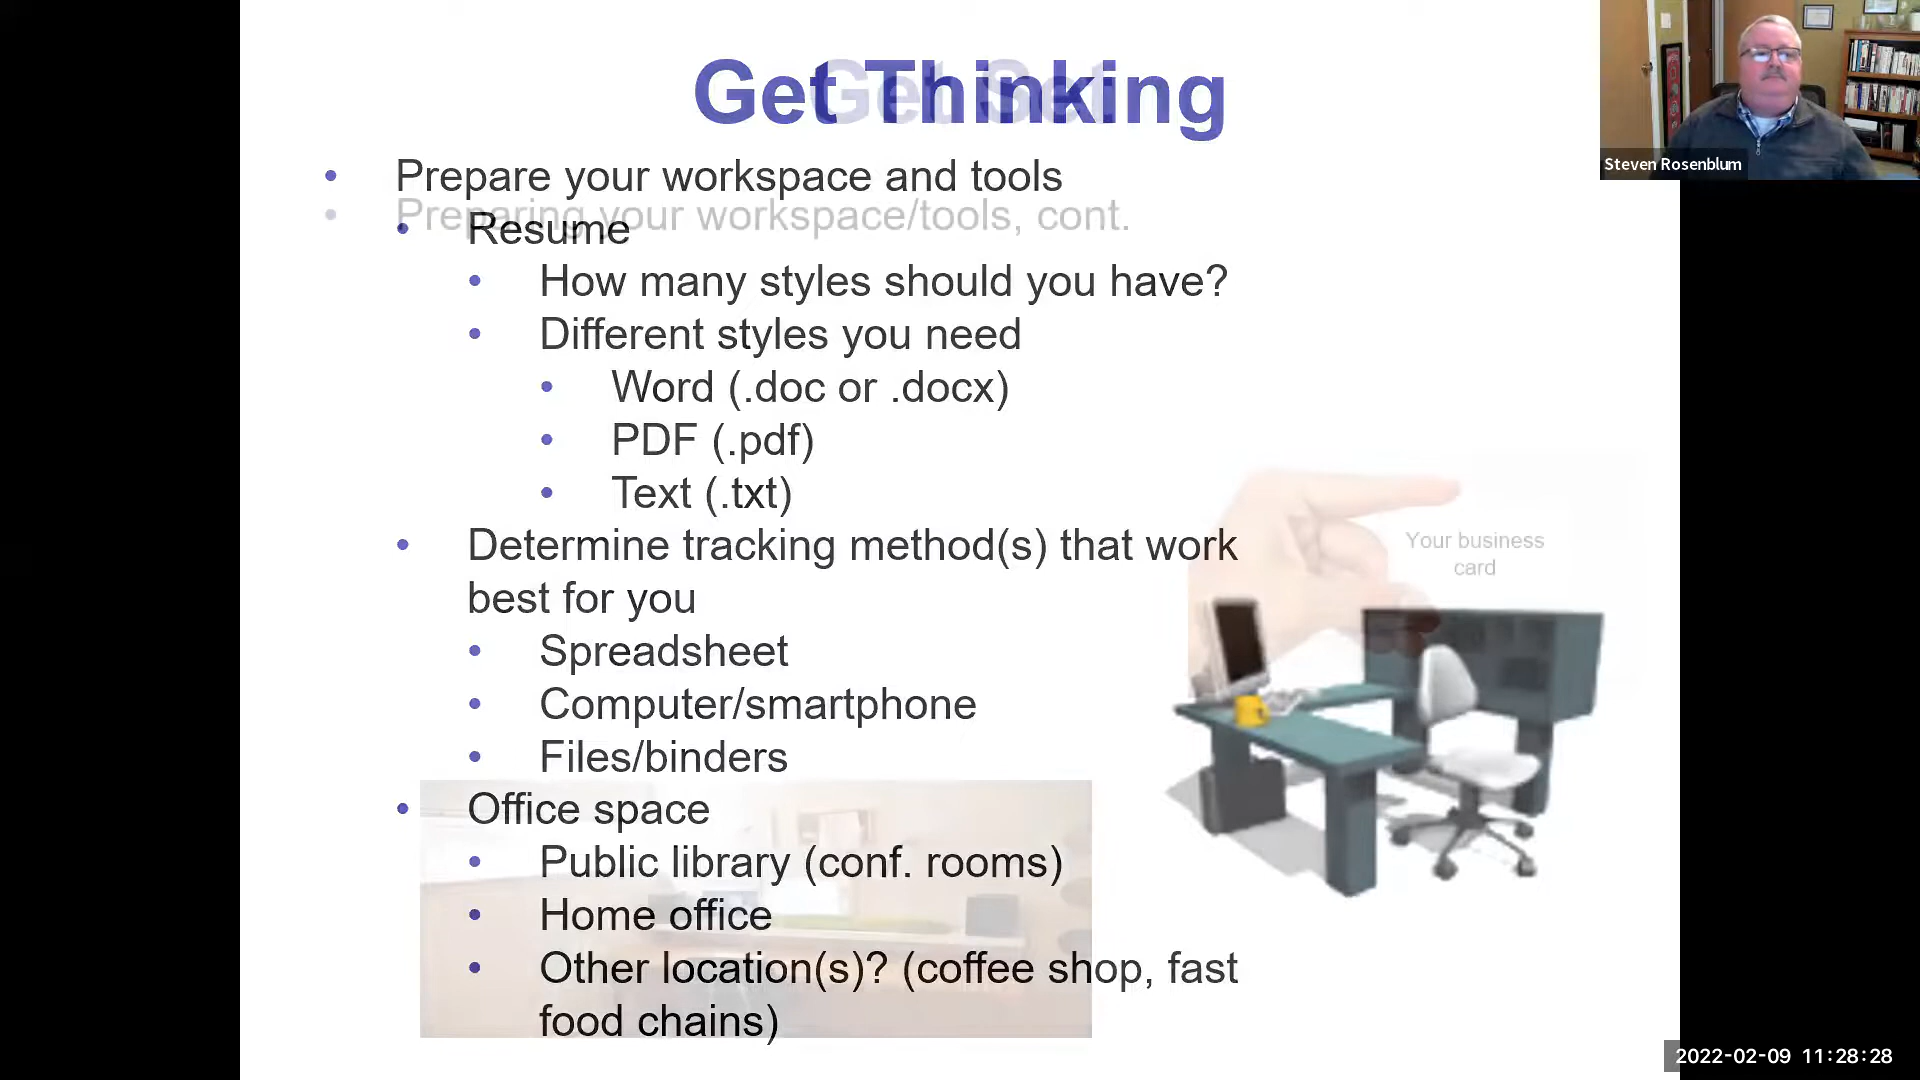 Get Thinking
Get Set
• Prepare your workspace and tools
• Preparing your workspace/tools, cont.
• Resume
• How many styles should you have?
• Different styles you need
• Word (.doc or .docx)
• PDF (.pdf)
• Text (.txt)
• Determine tracking method(s) that work
best for you
• Spreadsheet
• Computer/smartphone
• Files/binders
• Office space
• Public library (conf. rooms)
• Home office
• Other location(s)? (coffee shop, fast
food chains)
Your business
card
Steven Rosenblum
2022-02-09 11:28:28